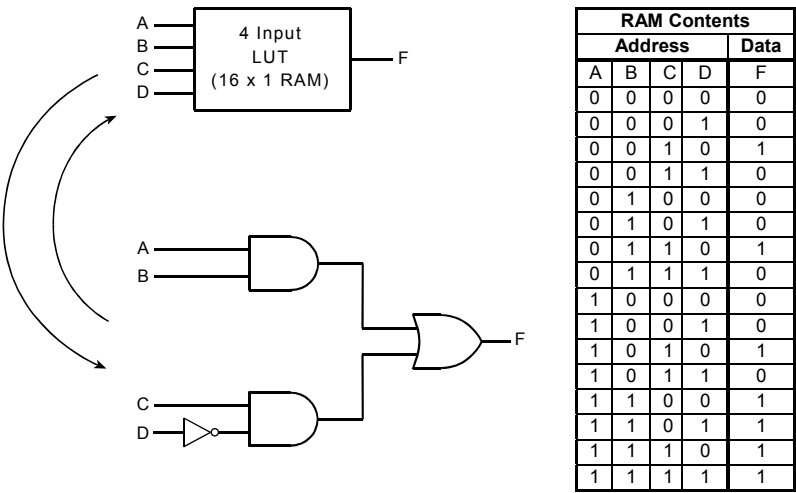 A
B
C
D
4 Input
LUT
(16 x 1 RAM)
F
A
B
C
D
F
RAM Contents
Address Data
A B C D F
0 0 0 0 0
0 0 0 1 0
0 0 1 0 1
0 0 1 1 0
0 1 0 0 0
0 1 0 1 0
0 1 1 0 1
0 1 1 1 0
1 0 0 0 0
1 0 0 1 0
1 0 1 0 1
1 0 1 1 0
1 1 0 0 1
1 1 0 1 1
1 1 1 0 1
1 1 1 1 1